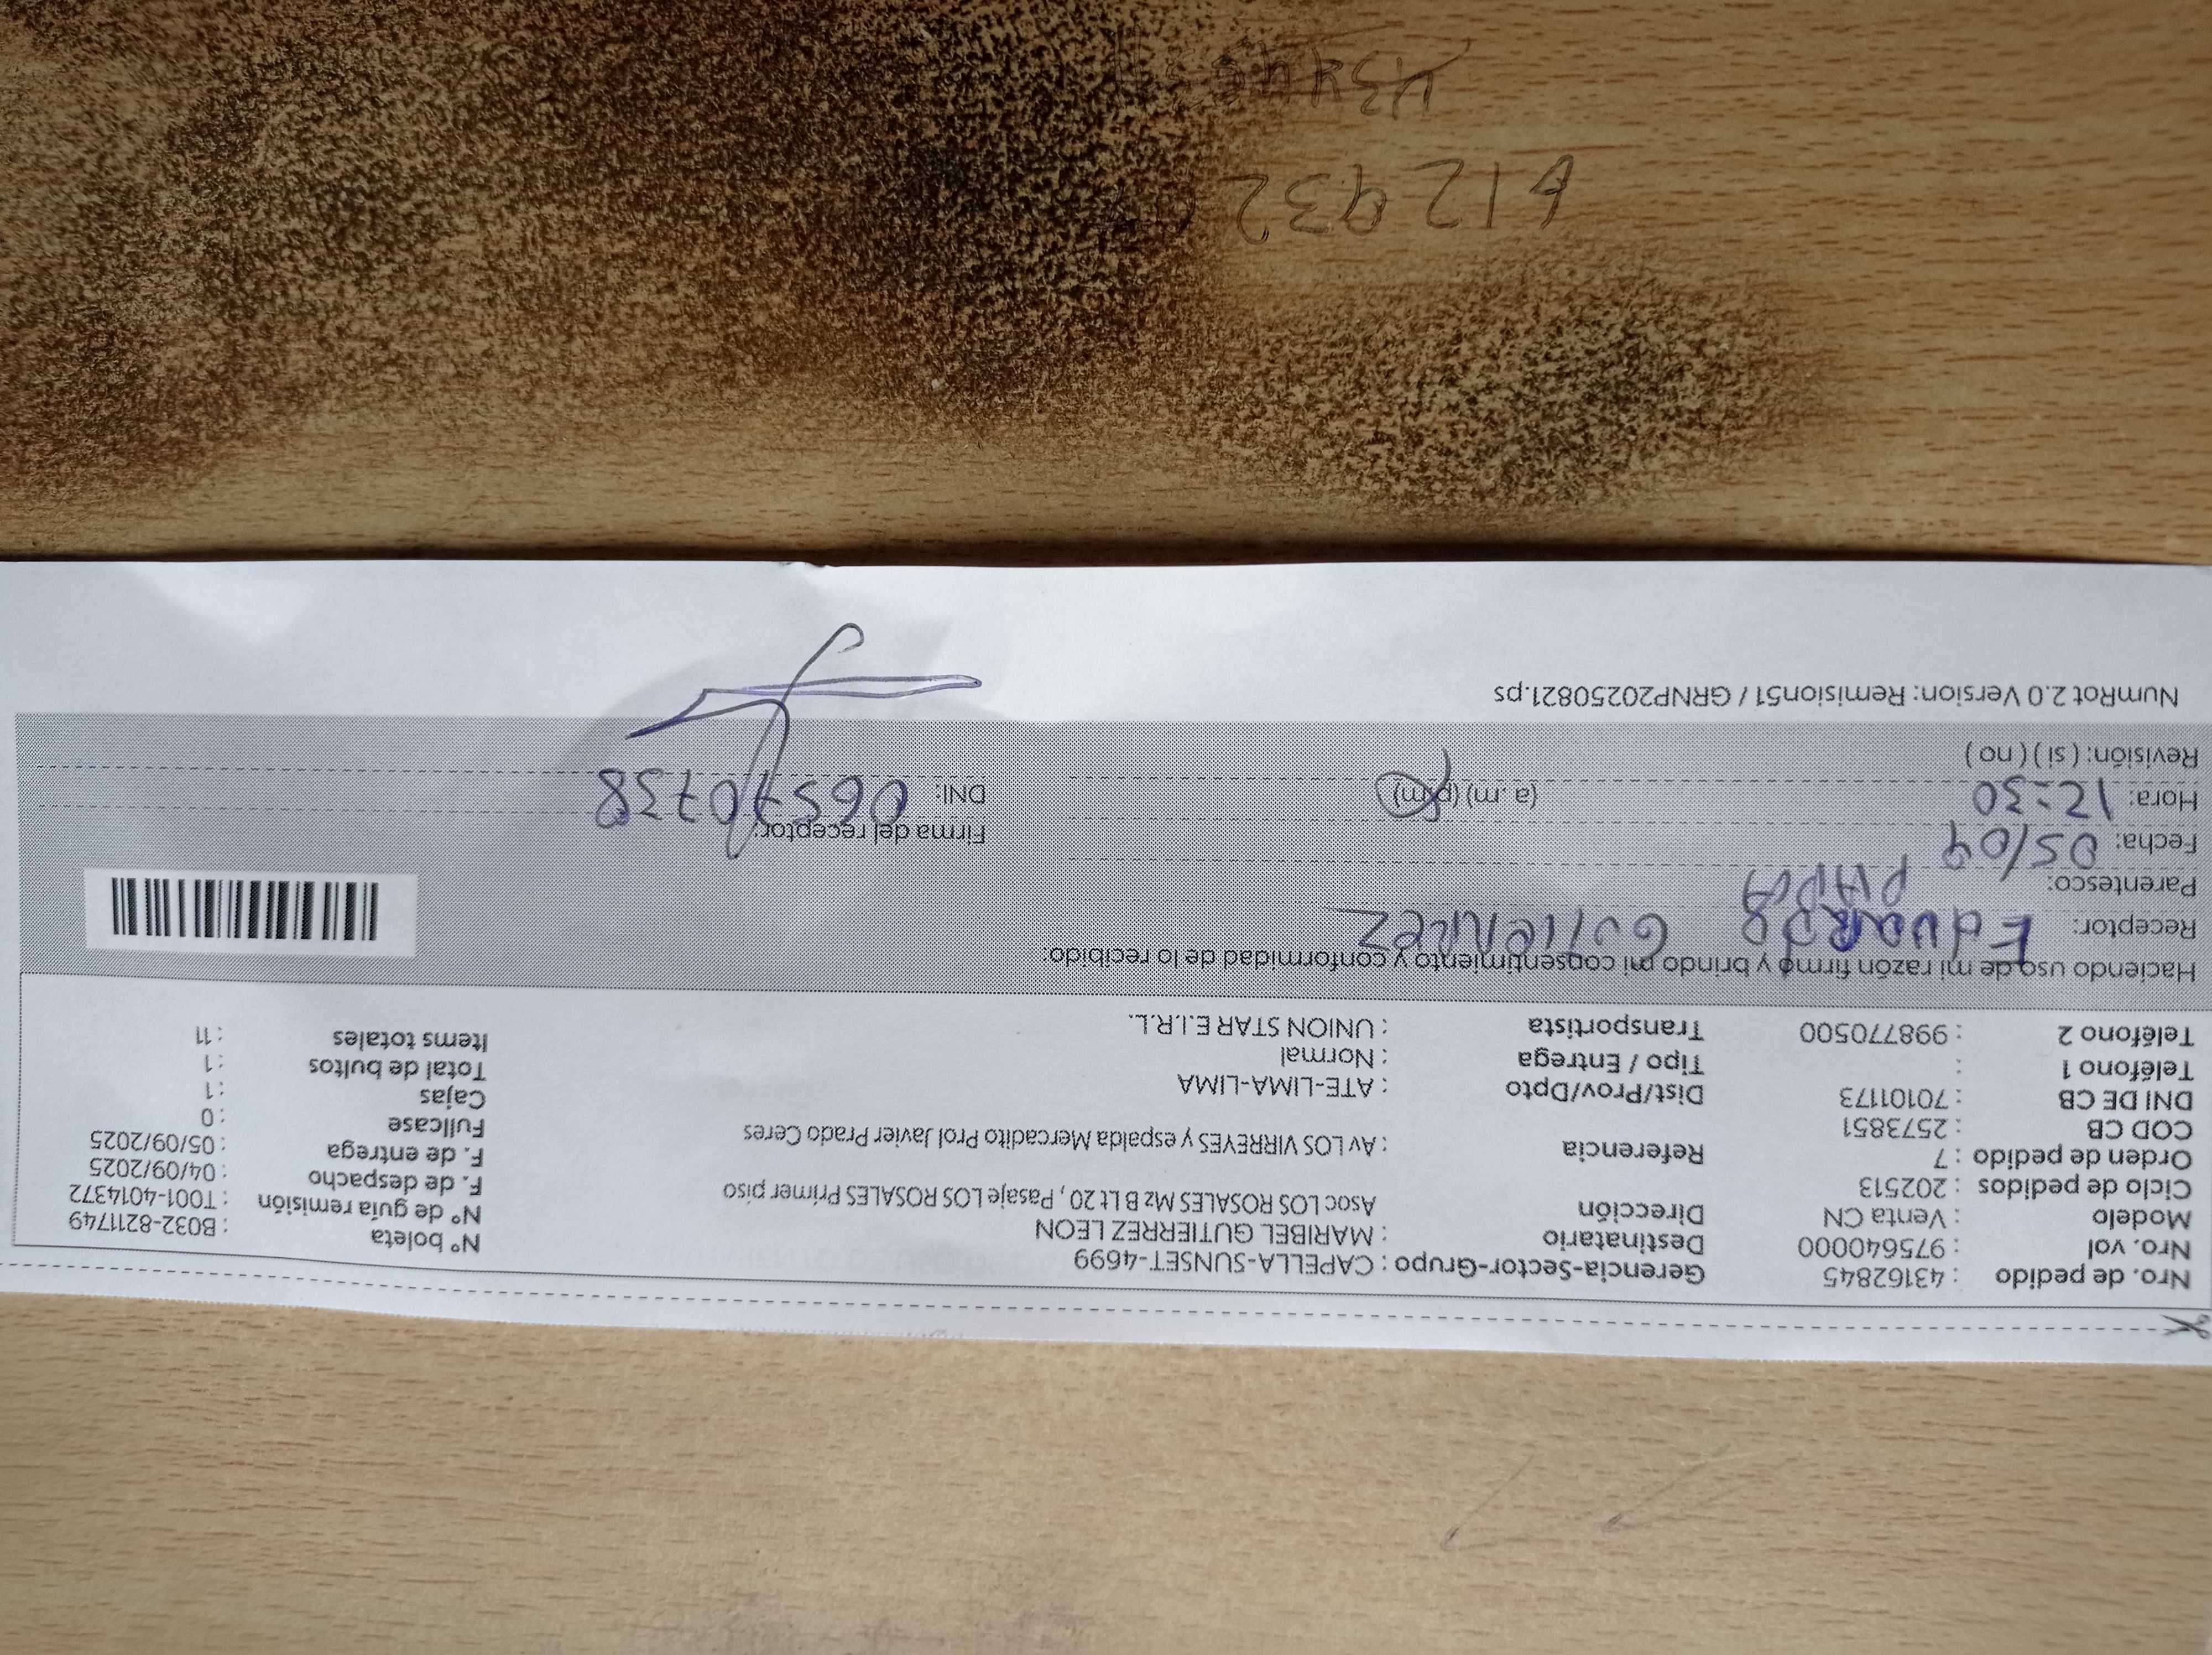 Nro. de pedido : 43162845 Gerencia-Sector-Grupo : CAPELLA-SUNSET-4699 N° boleta : B032-8211749
Nro. vol : 975640000 Destinatario : MARIBEL GUTIERREZ LEON N° de guía remisión : T001-4014372
Modelo : Venta CN Dirección Asoc LOS ROSALES Mz B Lt 20 , Pasaje LOS ROSALES Primer piso F. de despacho : 04/09/2025
Ciclo de pedidos : 202513 F. de entrega : 05/09/2025
Orden de pedido : 7 Referencia : Av LOS VIRREYES y espalda Mercadito Prol Javier Prado Ceres Fullcase : 0
COD CB : 2573851 Cajas : 1
DNI DE CB : 70101173 Dist/Prov/Dpto : ATE-LIMA-LIMA Total de bultos : 1
Teléfono 1 : Tipo / Entrega : Normal Items totales : 11
Teléfono 2 : 998770500 Transportista : UNION STAR E.I.R.L.
Haciendo uso de mi razón firmo y brindo mi consentimiento y conformidad de lo recibido:
Receptor: Eduardo Gutierrez
Parentesco: PAPA
Fecha: 05/09 Firma del receptor:
Hora: 12:30 (a. m) (p.m) DNI: 06570738
Revisión: ( si ) ( no )
NumRot 2.0 Version: Remision51 / GRNP20250821.ps